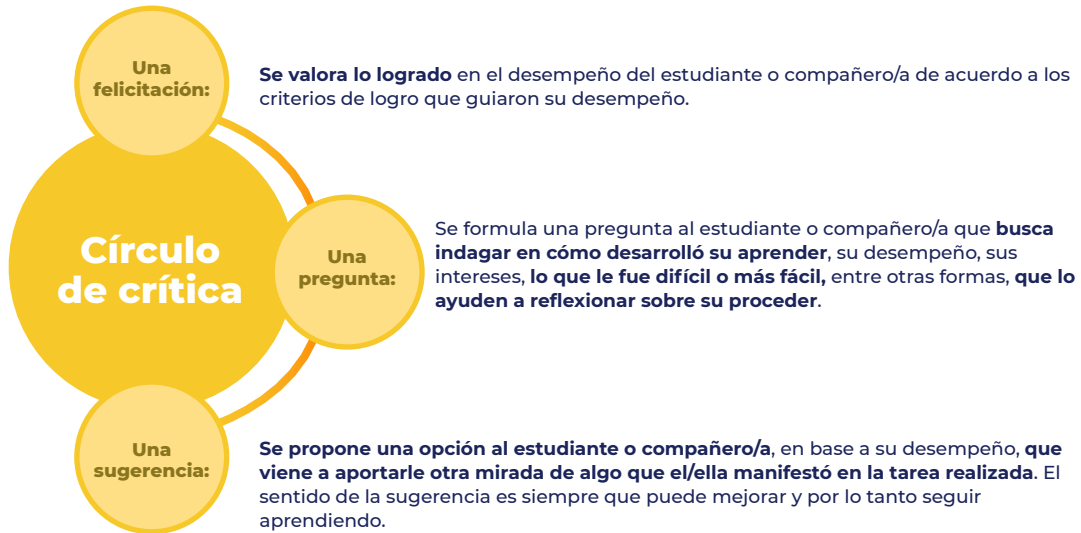 Una
felicitación:
Se valora lo logrado en el desempeño del estudiante o compañero/a de acuerdo a los
criterios de logro que guiaron su desempeño.
Círculo
de crítica
Una
pregunta:
Se formula una pregunta al estudiante o compañero/a que busca
indagar en cómo desarrolló su aprender, su desempeño, sus
intereses, lo que le fue difícil o más fácil, entre otras formas, que lo
ayuden a reflexionar sobre su proceder.
Una
sugerencia:
Se propone una opción al estudiante o compañero/a, en base a su desempeño, que
viene a aportarle otra mirada de algo que el/ella manifestó en la tarea realizada. El
sentido de la sugerencia es siempre que puede mejorar y por lo tanto seguir
aprendiendo.